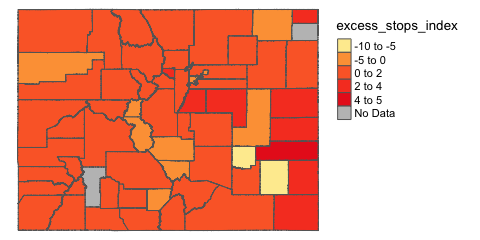 excess_stops_index
-10 to -5
-5 to 0
0 to 2
2 to 4
4 to 5
No Data